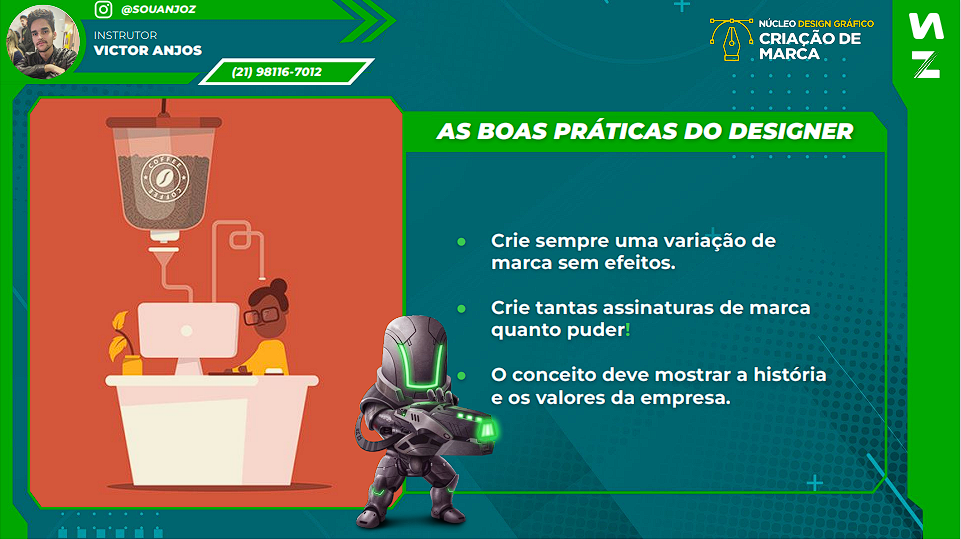 @SOUANJOZ
INSTRUTOR
VICTOR ANJOS
(21) 98116-7012
NÚCLEO DESIGN GRÁFICO
CRIAÇÃO DE
MARCA
AS BOAS PRÁTICAS DO DESIGNER
COFFEE
COFFEE
Crie sempre uma variação de
marca sem efeitos.
Crie tantas assinaturas de marca
quanto puder!
O conceito deve mostrar a história
e os valores da empresa.